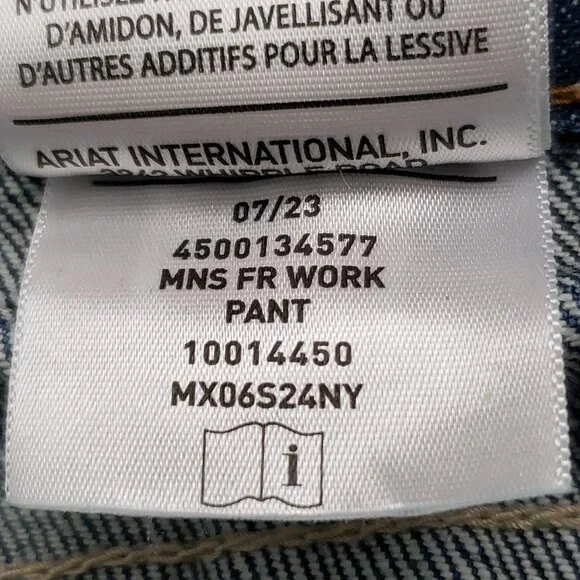 D'AMIDON, DE JAVELLISANT OU
D'AUTRES ADDITIFS POUR LA LESSIVE
ARIAT INTERNATIONAL, INC.
07/23
4500134577
MNS FR WORK
PANT
10014450
MX06S24NY
i